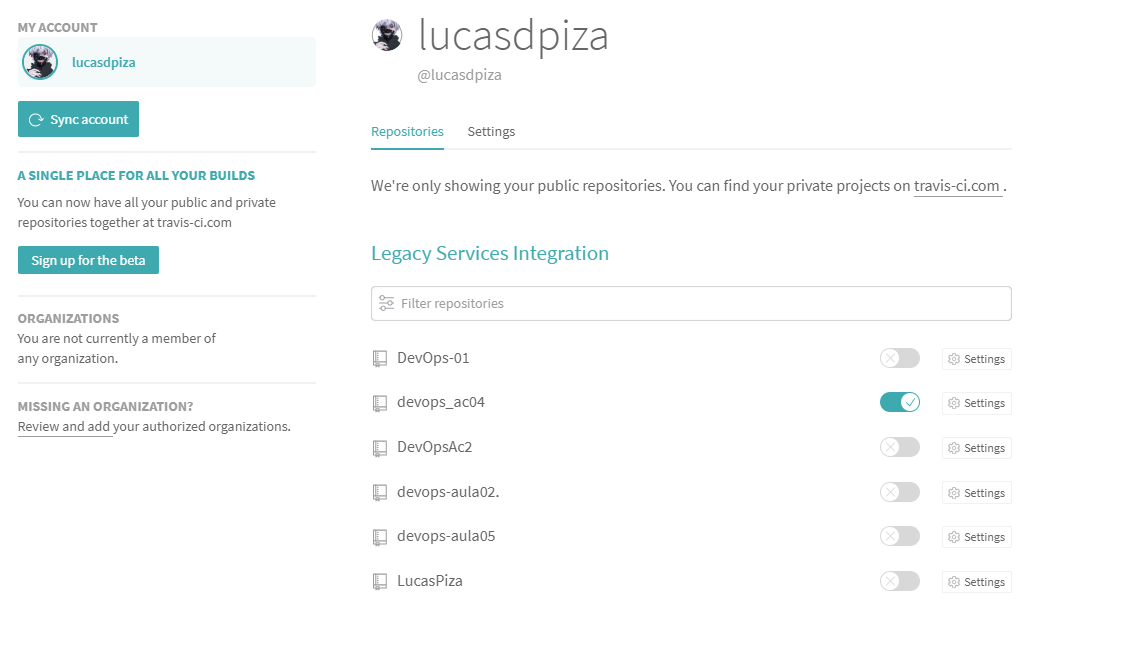 MY ACCOUNT
lucasdpiza
Sync account
A SINGLE PLACE FOR ALL YOUR BUILDS
You can now have all your public and private
repositories together at travis-ci.com
Sign up for the beta
ORGANIZATIONS
You are not currently a member of
any organization.
MISSING AN ORGANIZATION?
Review and add your authorized organizations.
lucasdpiza
@lucasdpiza
Repositories Settings
We're only showing your public repositories. You can find your private projects on travis-ci.com .
Legacy Services Integration
Filter repositories
DevOps-01 Settings
devops_ac04 Settings
DevOpsAc2 Settings
devops-aula02. Settings
devops-aula05 Settings
LucasPiza Settings